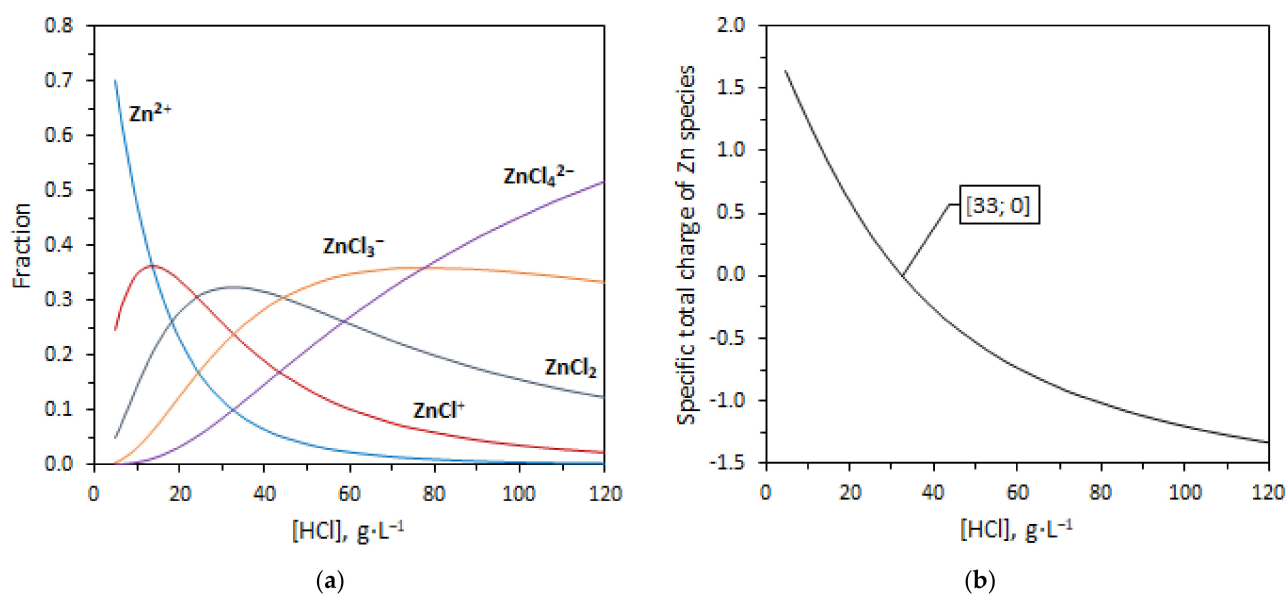 0.8
0.7
0.6
0.5
0.4
0.3
0.2
0.1
0.0
Fraction
Zn²⁺
ZnCl₄²⁻
ZnCl₃⁻
ZnCl₂
ZnCl⁺
0 20 40 60 80 100 120
[HCl], g·L⁻¹
(a)
2.0
1.5
1.0
0.5
0.0
-0.5
-1.0
-1.5
Specific total charge of Zn species
[33; 0]
0 20 40 60 80 100 120
[HCl], g·L⁻¹
(b)